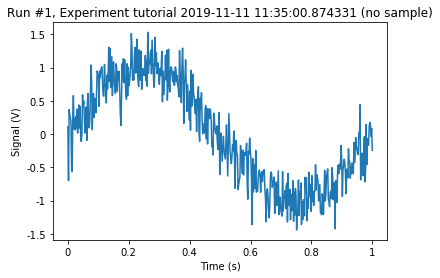 Run #1, Experiment tutorial 2019-11-11 11:35:00.874331 (no sample)
1.5
1
0.5
0
-0.5
-1
-1.5
Signal (V)
0 0.2 0.4 0.6 0.8 1
Time (s)